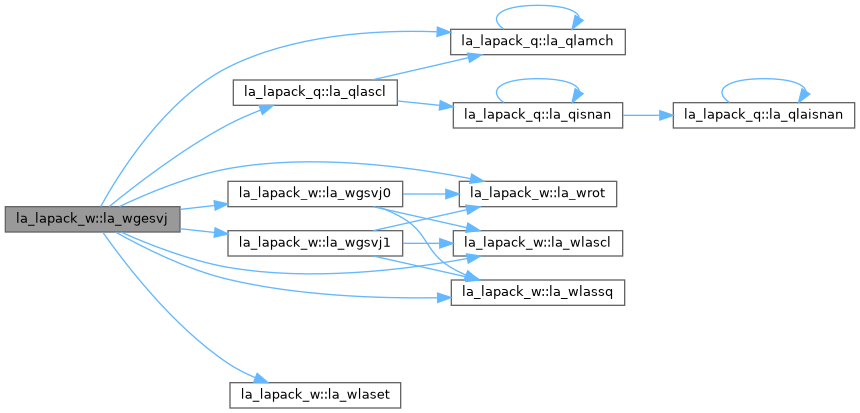 la_lapack_q::la_qlamch
la_lapack_q::la_qlascl
la_lapack_q::la_qisnan
la_lapack_q::la_qlaisnan
la_lapack_w::la_wgesvj
la_lapack_w::la_wgsvj0
la_lapack_w::la_wrot
la_lapack_w::la_wgsvj1
la_lapack_w::la_wlascl
la_lapack_w::la_wlassq
la_lapack_w::la_wlaset